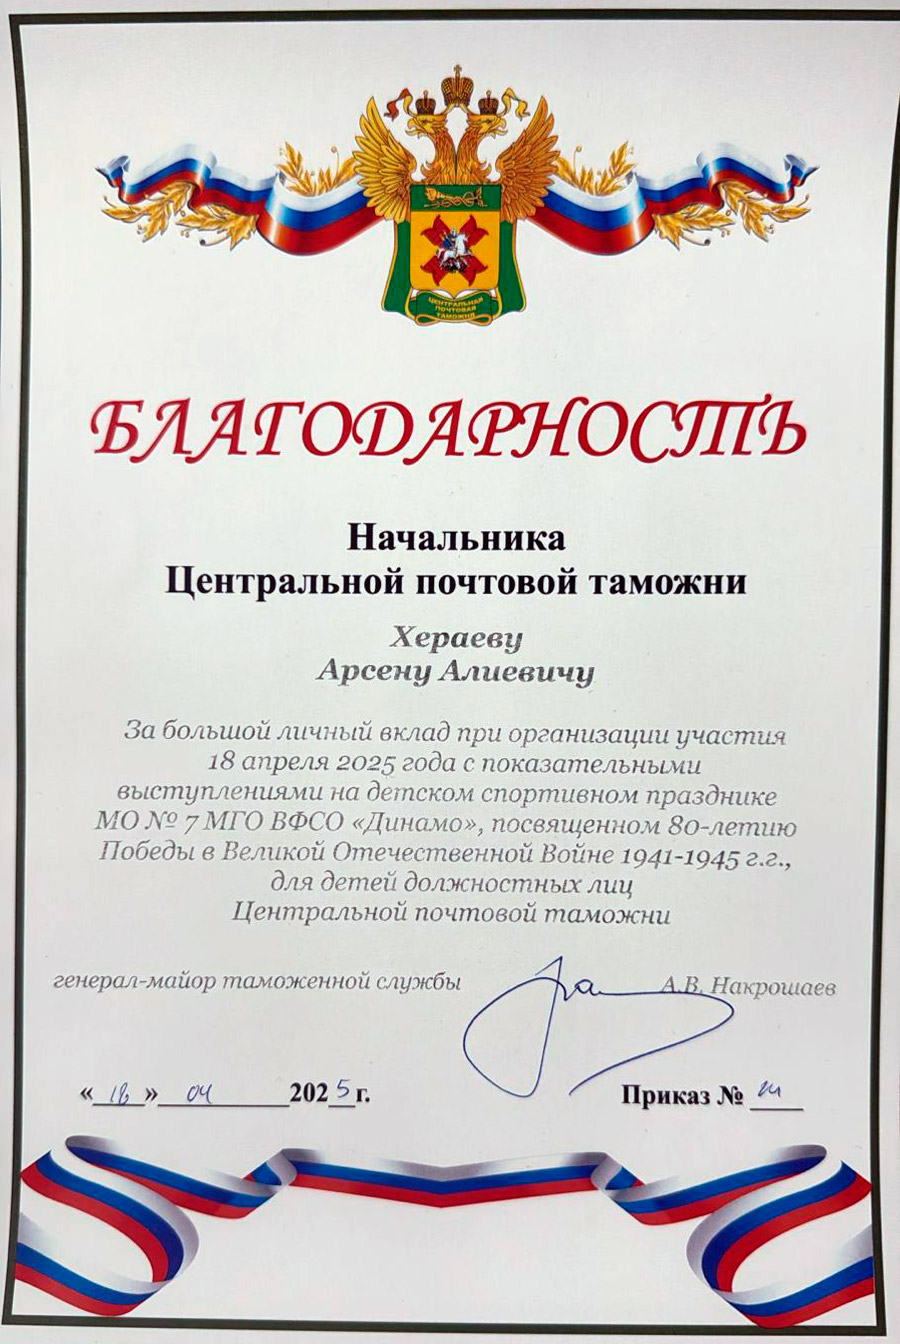 ЦЕНТРАЛЬНАЯ
ПОЧТОВАЯ
ТАМОЖНЯ
БЛАГОДАРНОСТЬ
Начальника
Центральной почтовой таможни
Хераеву
Арсену Алиевичу
За большой личный вклад при организации участия
18 апреля 2025 года с показательными
выступлениями на детском спортивном празднике
МО № 7 МГО ВФСО «Динамо», посвященном 80-летию
Победы в Великой Отечественной Войне 1941-1945 г.г.,
для детей должностных лиц
Центральной почтовой таможни
генерал-майор таможенной службы А.В. Накрошаев
«18» 04 2025г. Приказ №